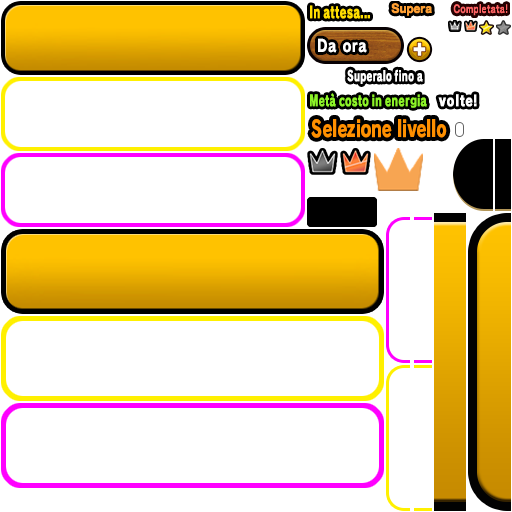 In attesa...
Supera
Completata!
Da ora
Superalo fino a
Metà costo in energia
volte!
Selezione livello